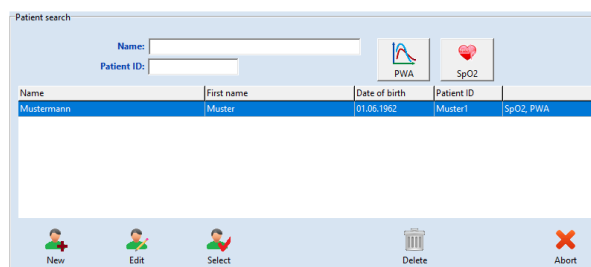 Patient search
Name:
Patient ID:
PWA SpO2
Name First name Date of birth Patient ID
Mustermann Muster 01.06.1962 Muster1 SpO2, PWA
New Edit Select Delete Abort